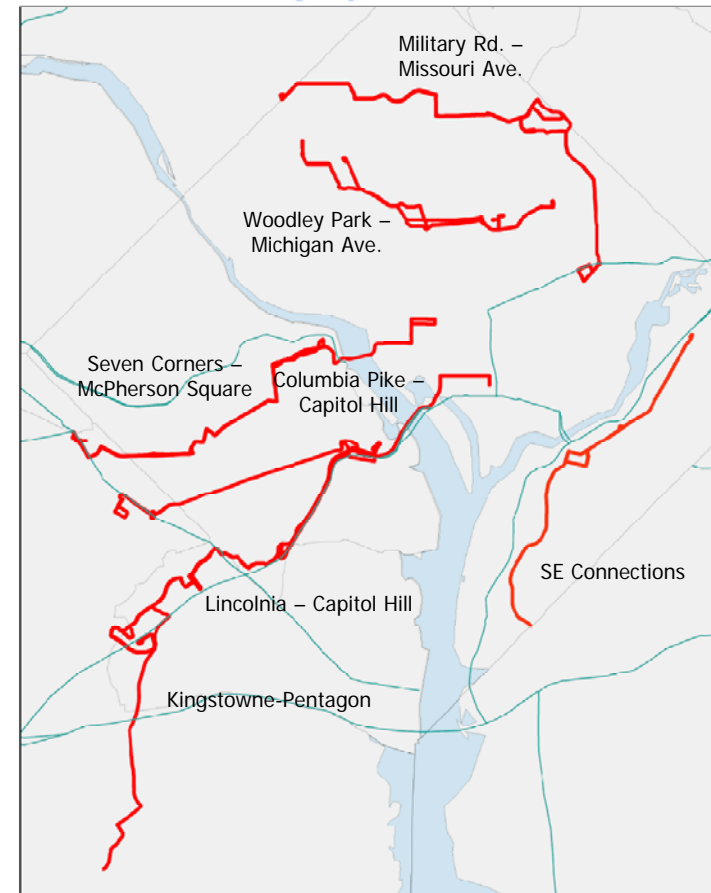 Military Rd. –
Missouri Ave.
Woodley Park –
Michigan Ave.
Seven Corners –
McPherson Square
Columbia Pike –
Capitol Hill
SE Connections
Lincolnia – Capitol Hill
Kingstowne-Pentagon